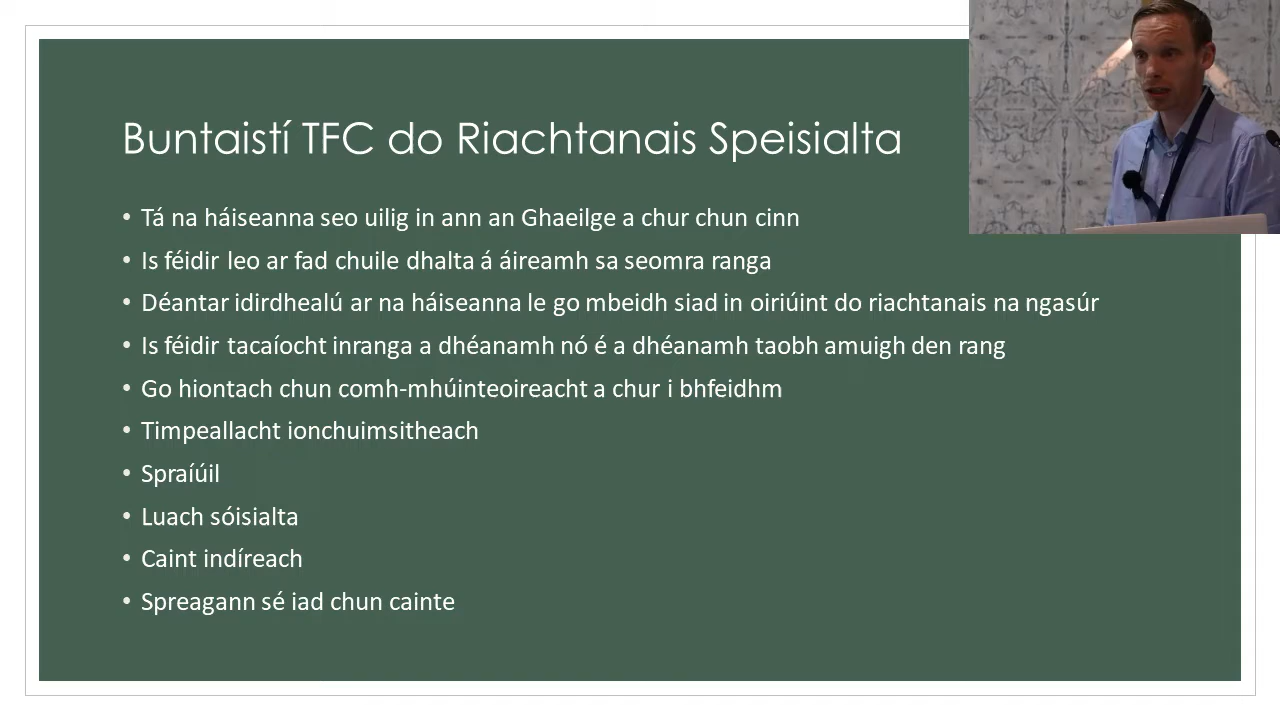 Buntaistí TFC do Riachtanais Speisialta
• Tá na háiseanna seo uilig in ann an Ghaeilge a chur chun cinn
• Is féidir leo ar fad chuile dhalta á áireamh sa seomra ranga
• Déantar idirdhealú ar na háiseanna le go mbeidh siad in oiriúint do riachtanais na ngasúr
• Is féidir tacaíocht inranga a dhéanamh nó é a dhéanamh taobh amuigh den rang
• Go hiontach chun comh-mhúinteoireacht a chur i bhfeidhm
• Timpeallacht ionchuimsitheach
• Spraíúil
• Luach sóisialta
• Caint indíreach
• Spreagann sé iad chun cainte